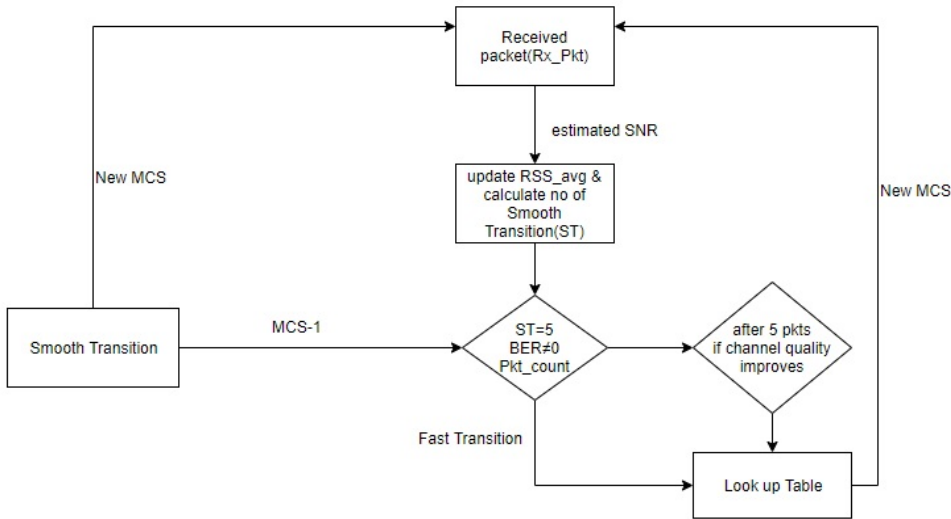 Received
packet(Rx_Pkt)
estimated SNR
New MCS
New MCS
update RSS_avg &
calculate no of
Smooth
Transition(ST)
Smooth Transition
MCS-1
ST=5
BER≠0
Pkt_count
after 5 pkts
if channel quality
improves
Fast Transition
Look up Table